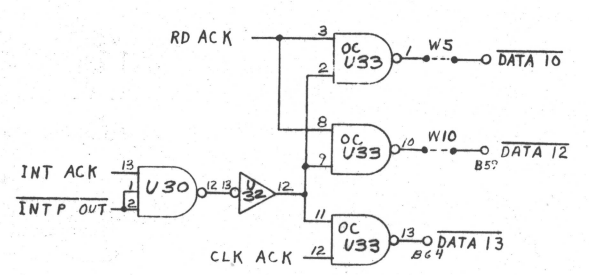 RD ACK 3 OC U33 1 W5 DATA 10
2
8 OC U33 10 W10 DATA 12
9 B5?
INT ACK 13
1 U30 12 13 U 32 12
INTP OUT 2
11 OC U33 13 DATA 13
CLK ACK 12 B64